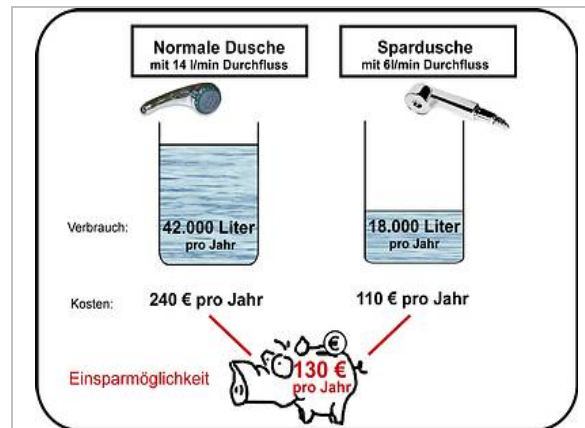 Normale Dusche
mit 14 l/min Durchfluss
Spardusche
mit 6l/min Durchfluss
Verbrauch:
42.000 Liter
pro Jahr
18.000 Liter
pro Jahr
Kosten:
240 € pro Jahr
110 € pro Jahr
€
Einsparmöglichkeit
130 €
pro Jahr